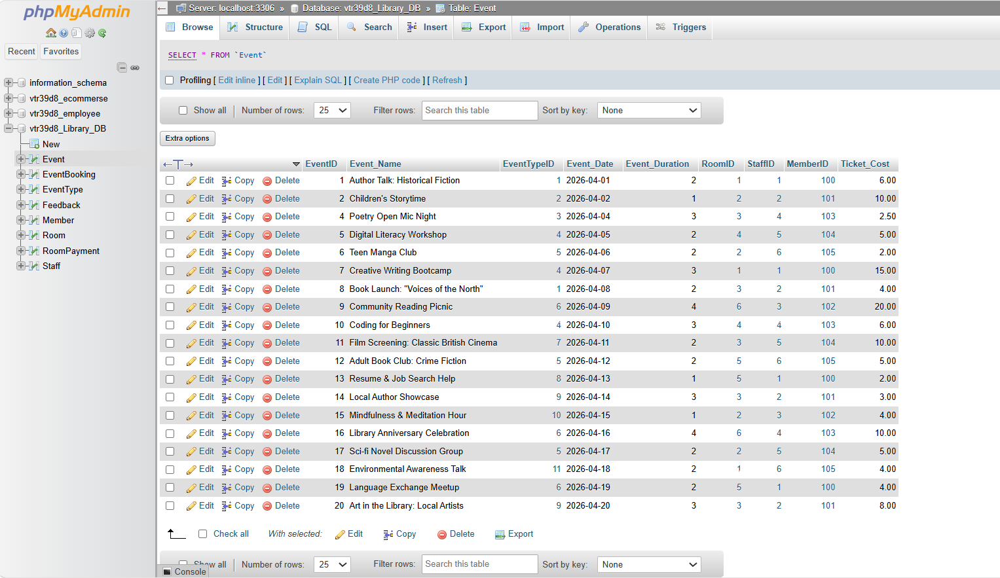 phpMyAdmin
Recent Favorites
information_schema
vtr39d8_ecommerse
vtr39d8_employee
vtr39d8_Library_DB
New
Event
EventBooking
EventType
Feedback
Member
Room
RoomPayment
Staff
Server: localhost:3306 » Database: vtr39d8_Library_DB » Table: Event
Browse Structure SQL Search Insert Export Import Operations Triggers
SELECT * FROM `Event`
Profiling [ Edit inline ] [ Edit ] [ Explain SQL ] [ Create PHP code ] [ Refresh ]
Show all Number of rows: 25 Filter rows: Search this table Sort by key: None
Extra options
EventID Event_Name EventTypeID Event_Date Event_Duration RoomID StaffID MemberID Ticket_Cost
Edit Copy Delete 1 Author Talk: Historical Fiction 1 2026-04-01 2 1 1 100 6.00
Edit Copy Delete 2 Children's Storytime 2 2026-04-02 1 2 2 101 10.00
Edit Copy Delete 4 Poetry Open Mic Night 3 2026-04-04 3 3 4 103 2.50
Edit Copy Delete 5 Digital Literacy Workshop 4 2026-04-05 2 4 5 104 5.00
Edit Copy Delete 6 Teen Manga Club 5 2026-04-06 2 2 6 105 2.00
Edit Copy Delete 7 Creative Writing Bootcamp 4 2026-04-07 3 1 1 100 15.00
Edit Copy Delete 8 Book Launch: "Voices of the North" 1 2026-04-08 2 3 2 101 4.00
Edit Copy Delete 9 Community Reading Picnic 6 2026-04-09 4 6 3 102 20.00
Edit Copy Delete 10 Coding for Beginners 4 2026-04-10 3 4 4 103 6.00
Edit Copy Delete 11 Film Screening: Classic British Cinema 7 2026-04-11 2 3 5 104 10.00
Edit Copy Delete 12 Adult Book Club: Crime Fiction 5 2026-04-12 2 5 6 105 5.00
Edit Copy Delete 13 Resume & Job Search Help 8 2026-04-13 1 5 1 100 2.00
Edit Copy Delete 14 Local Author Showcase 9 2026-04-14 3 3 2 101 3.00
Edit Copy Delete 15 Mindfulness & Meditation Hour 10 2026-04-15 1 2 3 102 4.00
Edit Copy Delete 16 Library Anniversary Celebration 6 2026-04-16 4 6 4 103 10.00
Edit Copy Delete 17 Sci-fi Novel Discussion Group 5 2026-04-17 2 2 5 104 5.00
Edit Copy Delete 18 Environmental Awareness Talk 11 2026-04-18 2 1 6 105 4.00
Edit Copy Delete 19 Language Exchange Meetup 6 2026-04-19 2 5 1 100 4.00
Edit Copy Delete 20 Art in the Library: Local Artists 9 2026-04-20 3 3 2 101 8.00
Check all With selected: Edit Copy Delete Export
Show all Number of rows: 25 Filter rows: Search this table Sort by key: None
Console